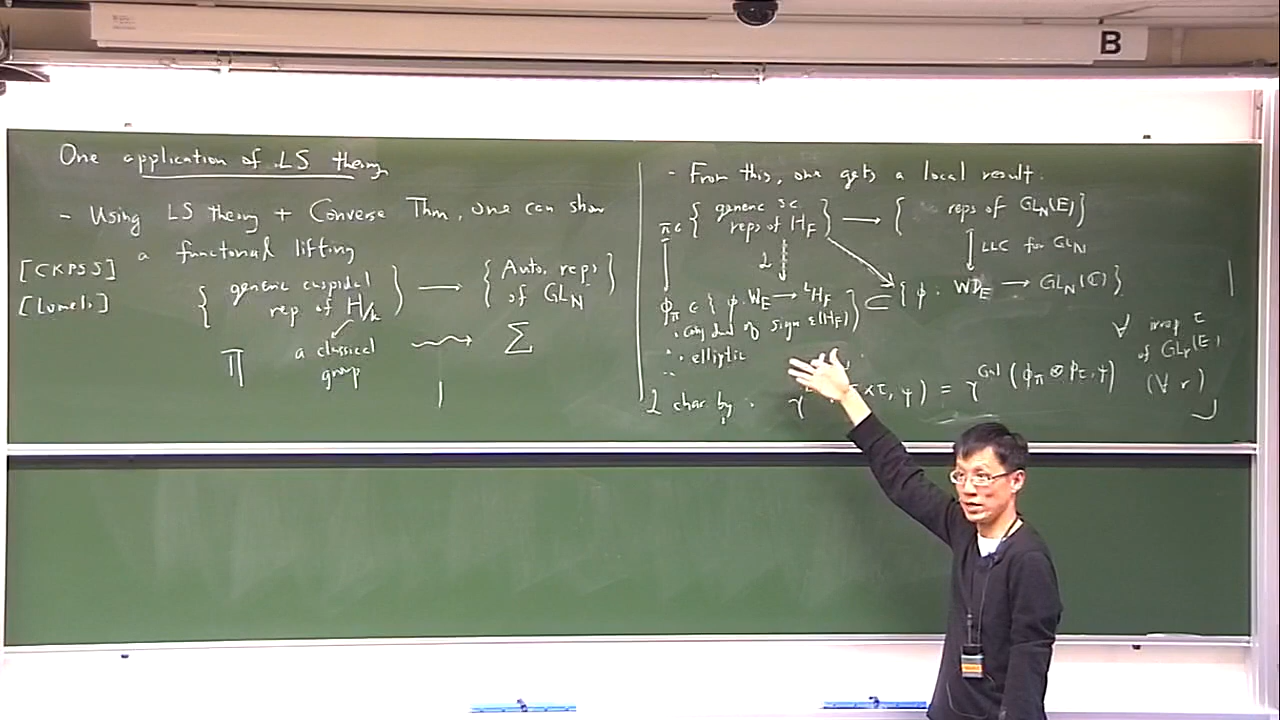 B
One application of LS theory
- Using LS theory + Converse Thm, one can show
a functorial lifting
[CKPSS]
[Lomelí]
{ generic cuspidal rep of H/k } → { Auto. reps of GL_N }
a classical
group
Π ⇝ Σ
- From this, one gets a local result.
π ∈ { generic sc reps of H_F } → { reps of GL_N(E) }
L
↕ LLC for GL_N
φ_π ∈ { φ: W_E → ^LH_F } ⊂ { φ: WD_E → GL_N(ℂ) }
· conj dual of sign ε(H_F)
· elliptic
L char. by: γ × τ, ψ) = γ^Gal (φ_π ⊗ ρ_τ, ψ)
∀ irrep τ
of GL_r(E)
(∀ r)